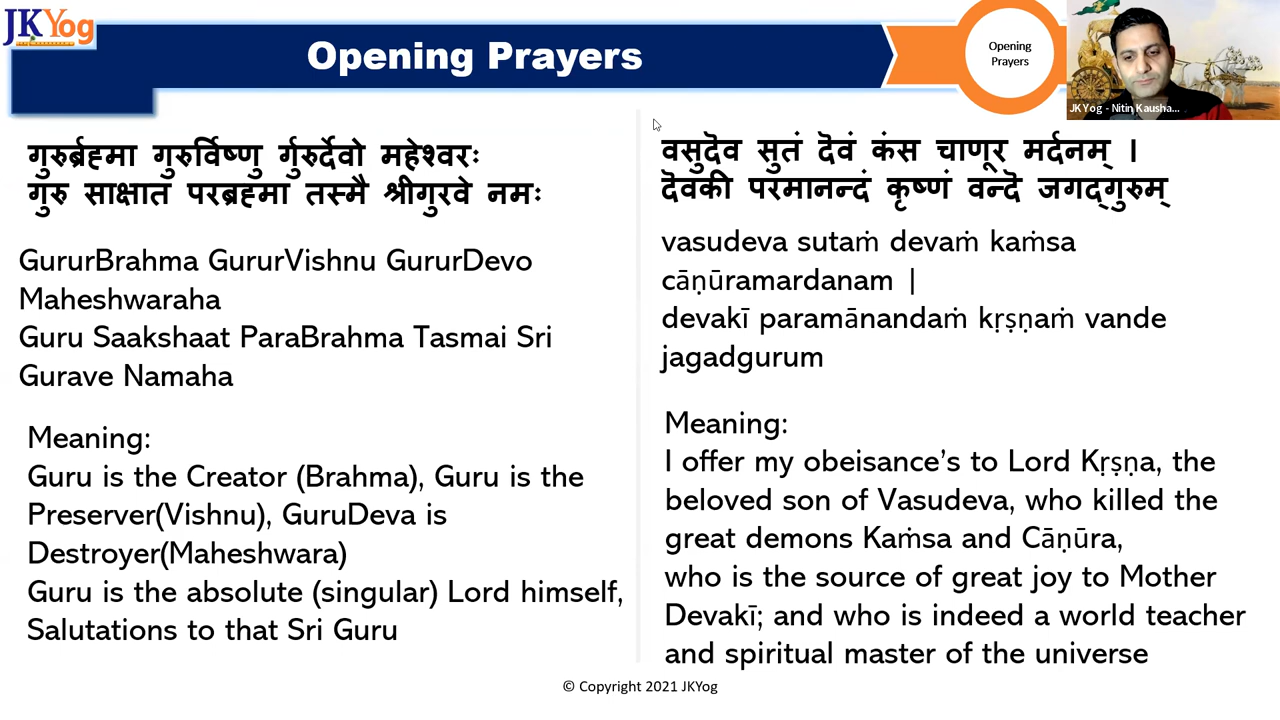 JKYog
Opening Prayers
Opening
Prayers
JKYog - Nitin Kausha...
गुरुर्ब्रह्मा गुरुर्विष्णु र्गुरुर्देवो महेश्वरः
गुरु साक्षात परब्रह्मा तस्मै श्रीगुरवे नमः
GururBrahma GururVishnu GururDevo
Maheshwaraha
Guru Saakshaat ParaBrahma Tasmai Sri
Gurave Namaha
Meaning:
Guru is the Creator (Brahma), Guru is the
Preserver(Vishnu), GuruDeva is
Destroyer(Maheshwara)
Guru is the absolute (singular) Lord himself,
Salutations to that Sri Guru
वसुदॆव सुतं दॆवं कंस चाणूर मर्दनम् ।
दॆवकी परमानन्दं कृष्णं वन्दॆ जगद्गुरुम्
vasudeva sutaṁ devaṁ kaṁsa
cāṇūramardanam |
devakī paramānandaṁ kṛṣṇaṁ vande
jagadgurum
Meaning:
I offer my obeisance's to Lord Kṛṣṇa, the
beloved son of Vasudeva, who killed the
great demons Kaṁsa and Cāṇūra,
who is the source of great joy to Mother
Devakī; and who is indeed a world teacher
and spiritual master of the universe
© Copyright 2021 JKYog